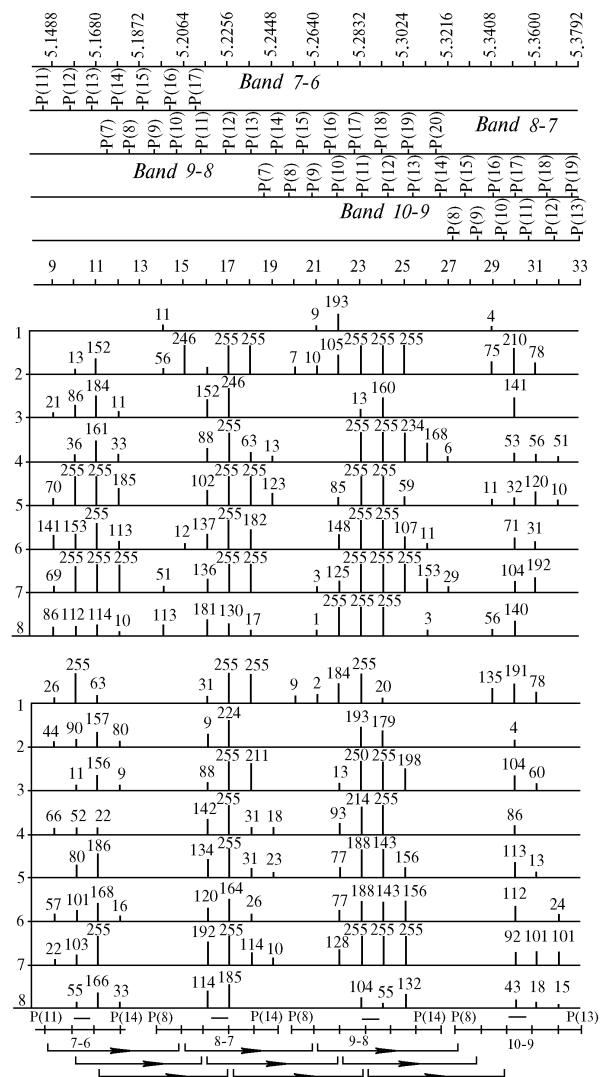 5.1488 5.1680 5.1872 5.2064 5.2256 5.2448 5.2640 5.2832 5.3024 5.3216 5.3408 5.3600 5.3792
P(11) P(12) P(13) P(14) P(15) P(16) P(17) Band 7-6
P(7) P(8) P(9) P(10) P(11) P(12) P(13) P(14) P(15) P(16) P(17) P(18) P(19) P(20) Band 8-7
Band 9-8 P(7) P(8) P(9) P(10) P(11) P(12) P(13) P(14) P(15) P(16) P(17) P(18) P(19)
Band 10-9 P(8) P(9) P(10) P(11) P(12) P(13)
9 11 13 14 15 17 19 21 22 23 25 27 29 31 33
11 9 193 4
1
13 152 56 246 255 255 7 10 105 255 255 255 75 210 78
2
21 86 184 11 152 246 13 160 141
3
36 161 33 88 255 63 13 255 255 234 168 6 53 56 51
4
70 255 255 185 102 255 255 123 85 255 255 59 11 32 120 10
5
141 153 255 113 12 137 255 182 148 255 255 107 11 71 31
6
69 255 255 255 51 136 255 255 3 125 255 255 255 153 29 104 192
7
86 112 114 10 113 181 130 17 1 255 255 255 3 56 140
8
26 255 63 31 255 255 9 2 184 255 20 135 191 78
1
44 90 157 80 9 224 193 179 4
2
11 156 9 88 255 211 13 250 255 198 104 60
3
66 52 22 142 255 31 18 93 214 255 86
4
80 186 134 255 31 23 77 188 143 156 113 13
5
57 101 168 16 120 164 26 77 188 143 156 112 24
6
22 103 255 192 255 114 10 128 255 255 255 92 101 101
7
55 166 33 114 185 104 55 132 43 18 15
8
P(11) P(14) P(8) P(14) P(8) P(14) P(8) P(13)
7-6 8-7 9-8 10-9